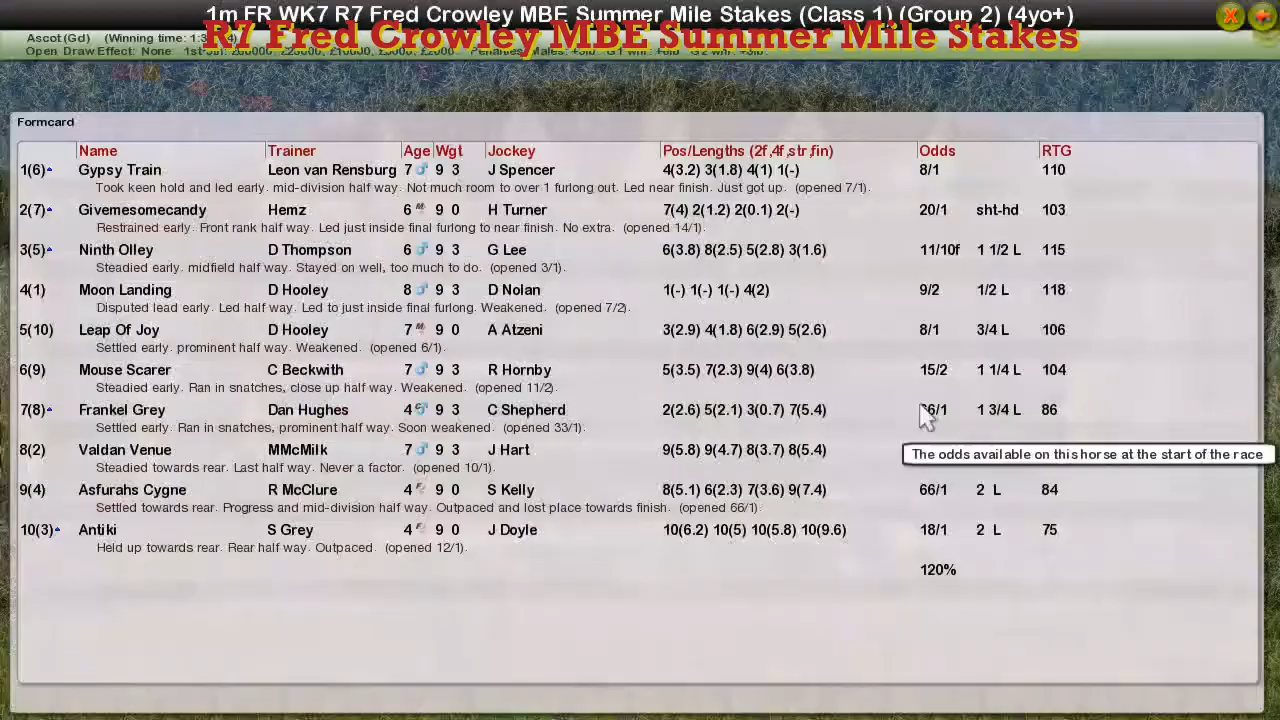 1m FR WK7 R7 Fred Crowley MBE Summer Mile Stakes (Class 1) (Group 2) (4yo+)
R7 Fred Crowley MBE Summer Mile Stakes
Ascot(Gd) (Winning time:
Open Draw Effect: None
Formcard
Name Trainer Age Wgt Jockey Pos/Lengths (2f,4f,str,fin) Odds RTG
1(6) Gypsy Train Leon van Rensburg 7 9 3 J Spencer 4(3.2) 3(1.8) 4(1) 1(-) 8/1 110
Took keen hold and led early. mid-division half way. Not much room to over 1 furlong out. Led near finish. Just got up. (opened 7/1).
2(7) Givemesomecandy Hemz 6 9 0 H Turner 7(4) 2(1.2) 2(0.1) 2(-) 20/1 sht-hd 103
Restrained early. Front rank half way. Led just inside final furlong to near finish. No extra. (opened 14/1).
3(5) Ninth Olley D Thompson 6 9 3 G Lee 6(3.8) 8(2.5) 5(2.8) 3(1.6) 11/10f 1 1/2 L 115
Steadied early. midfield half way. Stayed on well, too much to do. (opened 3/1).
4(1) Moon Landing D Hooley 8 9 3 D Nolan 1(-) 1(-) 1(-) 4(2) 9/2 1/2 L 118
Disputed lead early. Led half way. Led to just inside final furlong. Weakened. (opened 7/2).
5(10) Leap Of Joy D Hooley 7 9 0 A Atzeni 3(2.9) 4(1.8) 6(2.9) 5(2.6) 8/1 3/4 L 106
Settled early. prominent half way. Weakened. (opened 6/1).
6(9) Mouse Scarer C Beckwith 7 9 3 R Hornby 5(3.5) 7(2.3) 9(4) 6(3.8) 15/2 1 1/4 L 104
Steadied early. Ran in snatches, close up half way. Weakened. (opened 11/2).
7(8) Frankel Grey Dan Hughes 4 9 3 C Shepherd 2(2.6) 5(2.1) 3(0.7) 7(5.4) 1 3/4 L 86
Settled early. Ran in snatches, prominent half way. Soon weakened. (opened 33/1).
8(2) Valdan Venue MMcMilk 7 9 3 J Hart 9(5.8) 9(4.7) 8(3.7) 8(5.4)
The odds available on this horse at the start of the race
Steadied towards rear. Last half way. Never a factor. (opened 10/1).
9(4) Asfurahs Cygne R McClure 4 9 0 S Kelly 8(5.1) 6(2.3) 7(3.6) 9(7.4) 66/1 2 L 84
Settled towards rear. Progress and mid-division half way. Outpaced and lost place towards finish. (opened 66/1).
10(3) Antiki S Grey 4 9 0 J Doyle 10(6.2) 10(5) 10(5.8) 10(9.6) 18/1 2 L 75
Held up towards rear. Rear half way. Outpaced. (opened 12/1).
120%